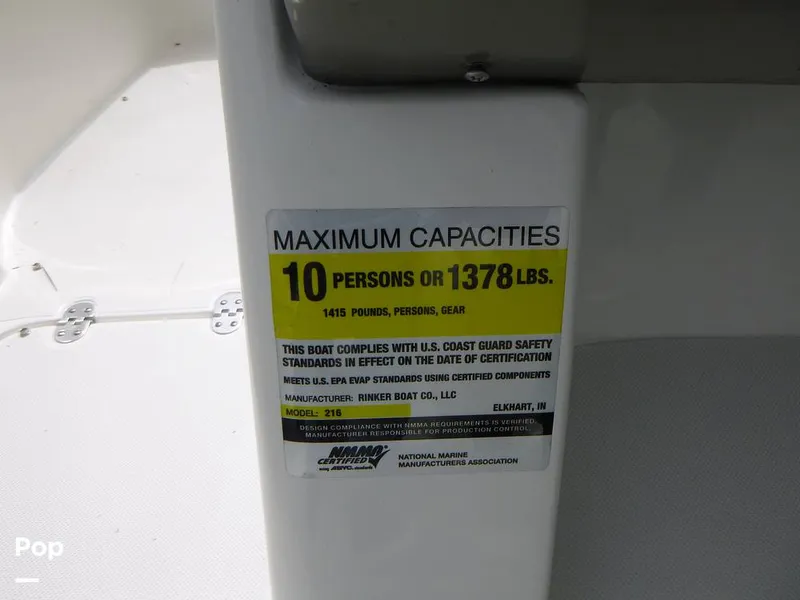 MAXIMUM CAPACITIES
10 PERSONS OR 1378 LBS.
1415 POUNDS, PERSONS, GEAR
THIS BOAT COMPLIES WITH U.S. COAST GUARD SAFETY
STANDARDS IN EFFECT ON THE DATE OF CERTIFICATION
MEETS U.S. EPA EVAP STANDARDS USING CERTIFIED COMPONENTS
MANUFACTURER: RINKER BOAT CO., LLC
MODEL: 216 ELKHART, IN
DESIGN COMPLIANCE WITH NMMA REQUIREMENTS IS VERIFIED.
MANUFACTURER RESPONSIBLE FOR PRODUCTION CONTROL.
NMMA
CERTIFIED
NATIONAL MARINE
MANUFACTURERS ASSOCIATION
Pop